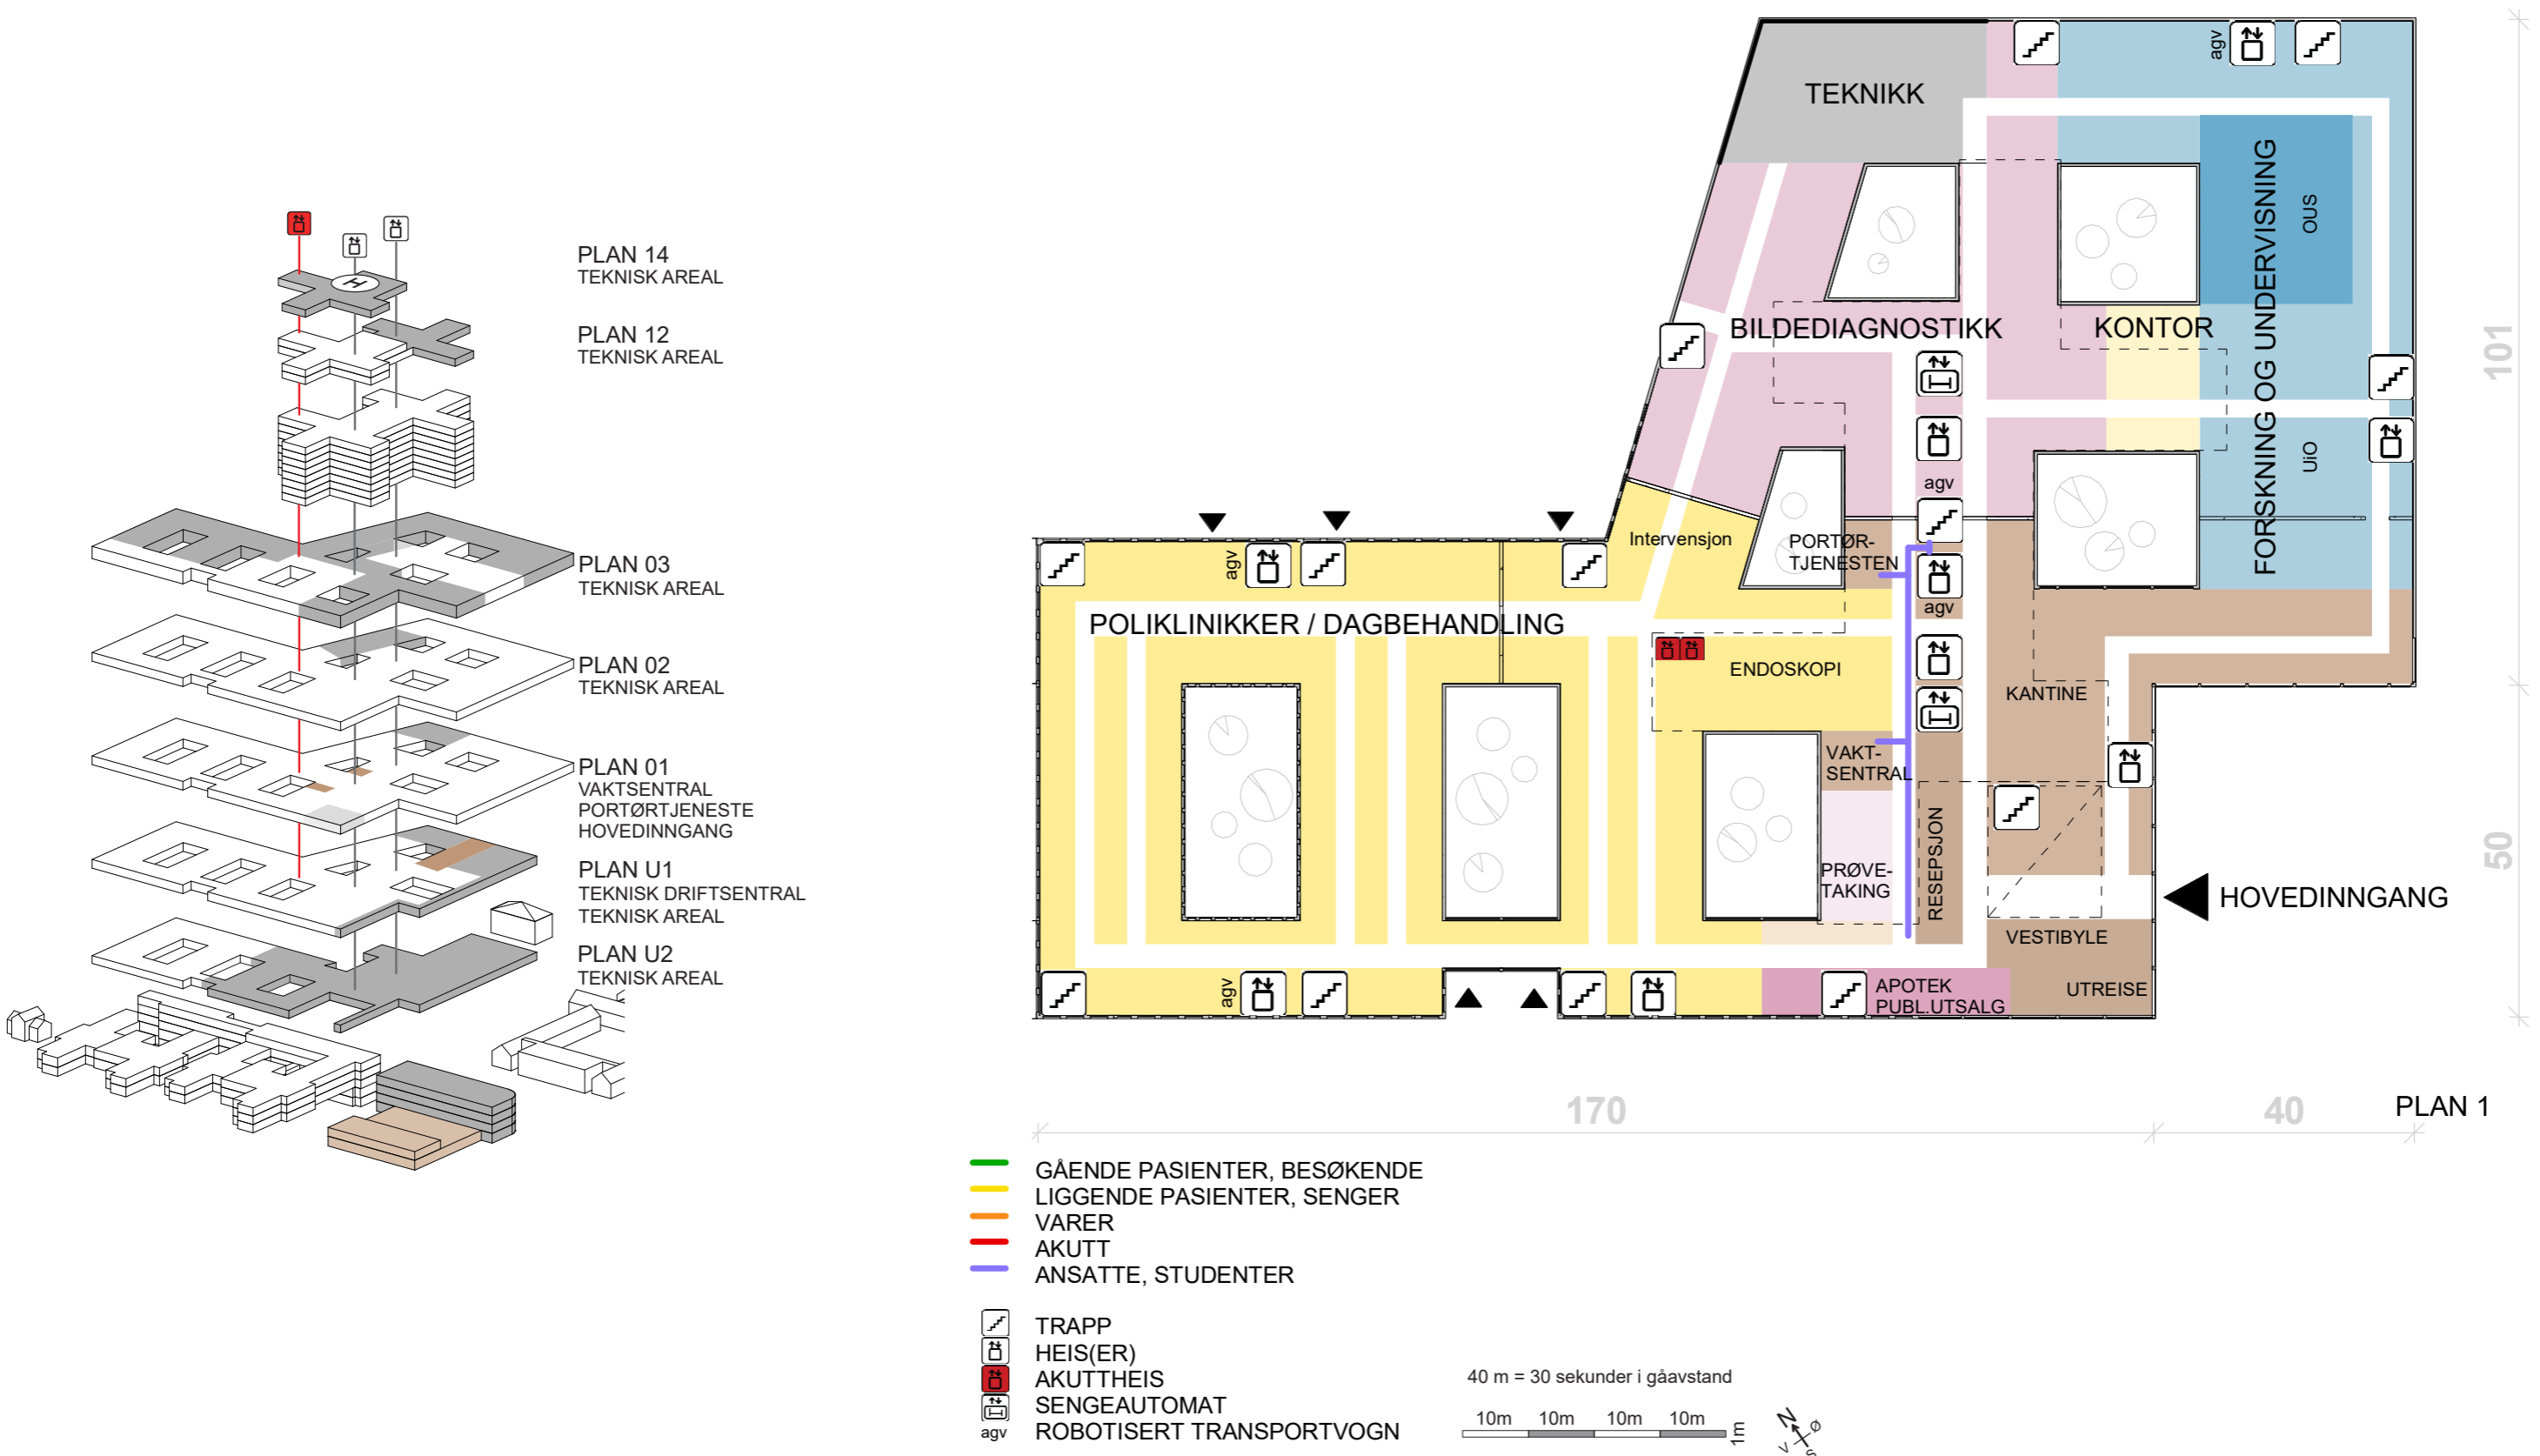 PLAN 14
TEKNISK AREAL
PLAN 12
TEKNISK AREAL
PLAN 03
TEKNISK AREAL
PLAN 02
TEKNISK AREAL
PLAN 01
VAKTSENTRAL
PORTØRTJENESTE
HOVEDINNGANG
PLAN U1
TEKNISK DRIFTSENTRAL
TEKNISK AREAL
PLAN U2
TEKNISK AREAL
H
agv
TEKNIKK
FORSKNING OG UNDERVISNING
OUS
BILDEDIAGNOSTIKK
KONTOR
101
UiO
agv
Intervensjon
PORTØR-
TJENESTEN
agv
agv
POLIKLINIKKER / DAGBEHANDLING
ENDOSKOPI
KANTINE
VAKT-
SENTRAL
RESEPSJON
PRØVE-
TAKING
50
HOVEDINNGANG
VESTIBYLE
agv
APOTEK
PUBL.UTSALG
UTREISE
170
40
PLAN 1
GÅENDE PASIENTER, BESØKENDE
LIGGENDE PASIENTER, SENGER
VARER
AKUTT
ANSATTE, STUDENTER
TRAPP
HEIS(ER)
AKUTTHEIS
SENGEAUTOMAT
agv ROBOTISERT TRANSPORTVOGN
40 m = 30 sekunder i gåavstand
10m 10m 10m 10m
1m
N
Ø
V
S